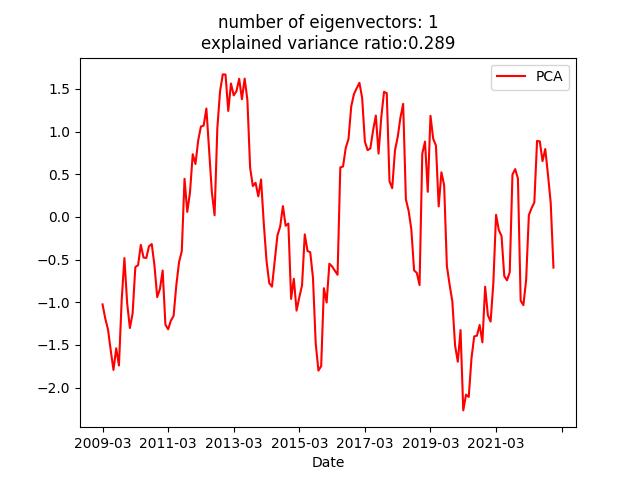 number of eigenvectors: 1
explained variance ratio:0.289
PCA
1.5
1.0
0.5
0.0
−0.5
−1.0
−1.5
−2.0
2009-03 2011-03 2013-03 2015-03 2017-03 2019-03 2021-03
Date